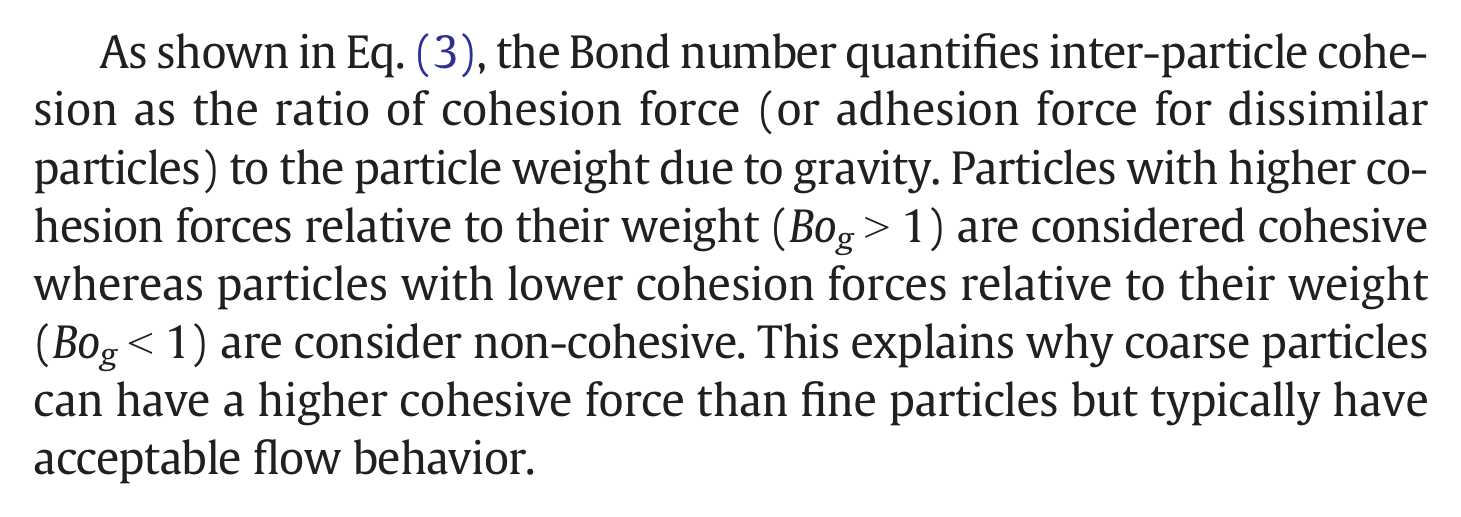 As shown in Eq. (3), the Bond number quantifies inter-particle cohe-
sion as the ratio of cohesion force (or adhesion force for dissimilar
particles) to the particle weight due to gravity. Particles with higher co-
hesion forces relative to their weight (Bog > 1) are considered cohesive
whereas particles with lower cohesion forces relative to their weight
(Bog < 1) are consider non-cohesive. This explains why coarse particles
can have a higher cohesive force than fine particles but typically have
acceptable flow behavior.